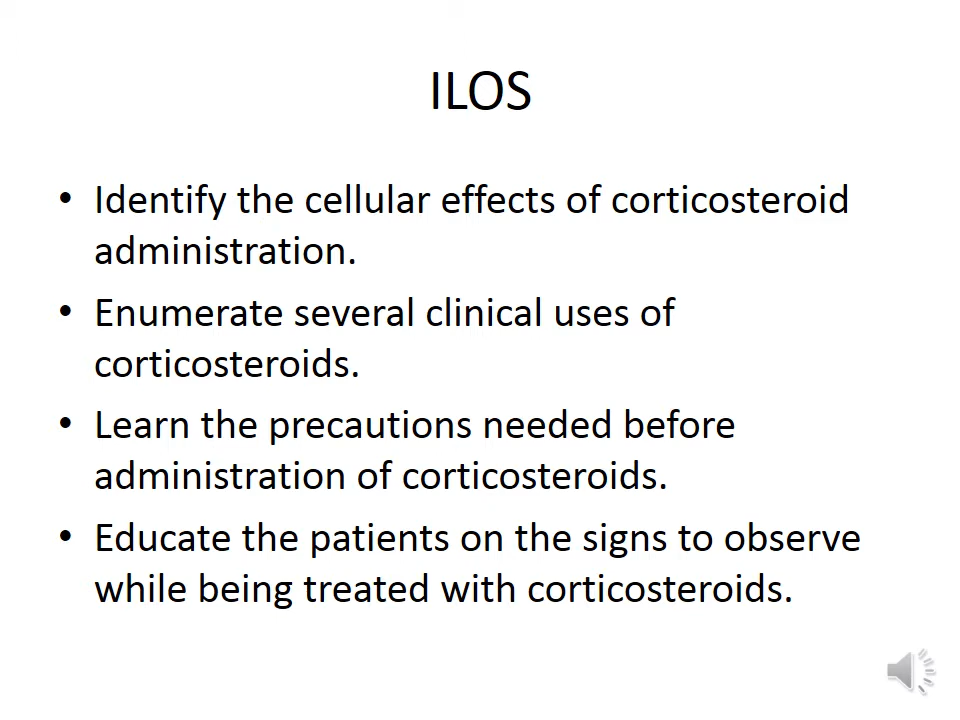 ILOS
• Identify the cellular effects of corticosteroid
administration.
• Enumerate several clinical uses of
corticosteroids.
• Learn the precautions needed before
administration of corticosteroids.
• Educate the patients on the signs to observe
while being treated with corticosteroids.